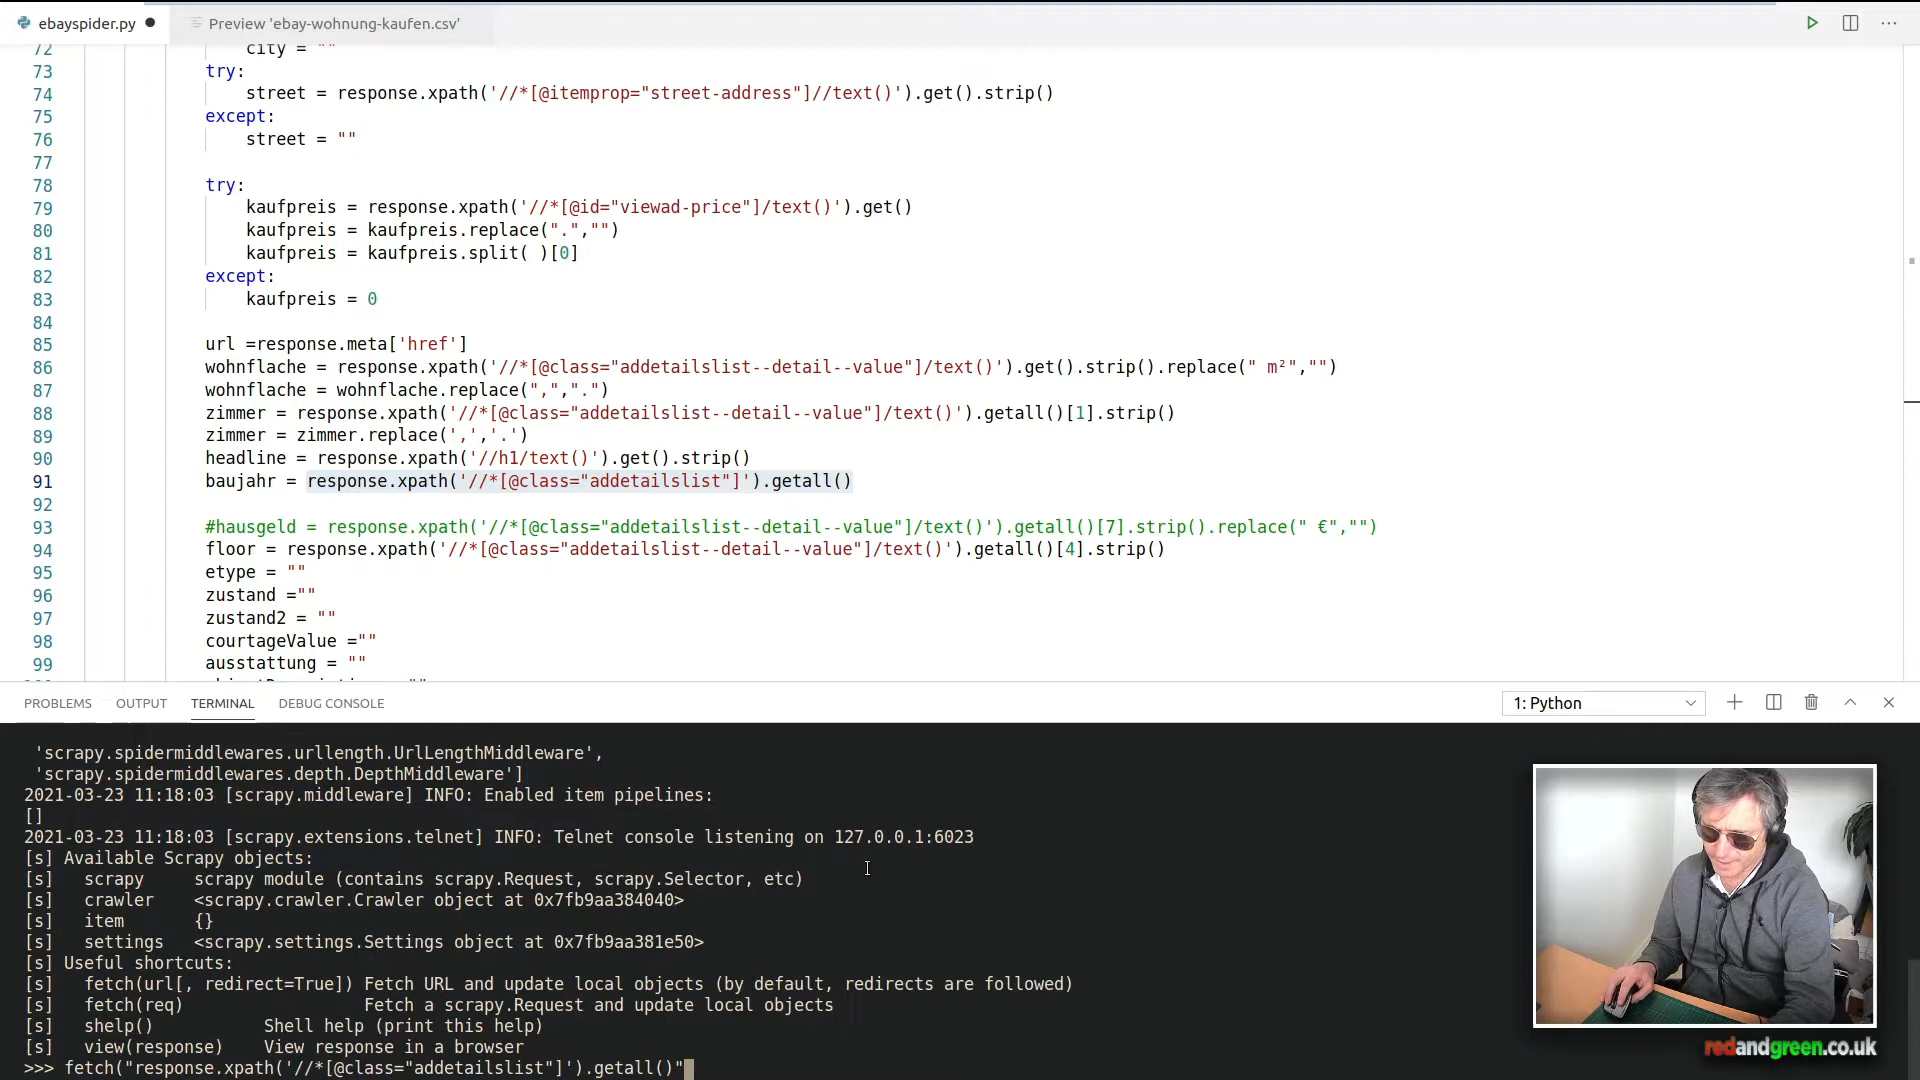 ebayspider.py
Preview 'ebay-wohnung-kaufen.csv'
72 city = ""
73 try:
74 street = response.xpath('//*[@itemprop="street-address"]//text()').get().strip()
75 except:
76 street = ""
77
78 try:
79 kaufpreis = response.xpath('//*[@id="viewad-price"]/text()').get()
80 kaufpreis = kaufpreis.replace(".","")
81 kaufpreis = kaufpreis.split( )[0]
82 except:
83 kaufpreis = 0
84
85 url =response.meta['href']
86 wohnflache = response.xpath('//*[@class="addetailslist--detail--value"]/text()').get().strip().replace(" m²","")
87 wohnflache = wohnflache.replace(",",".")
88 zimmer = response.xpath('//*[@class="addetailslist--detail--value"]/text()').getall()[1].strip()
89 zimmer = zimmer.replace(',','.')
90 headline = response.xpath('//h1/text()').get().strip()
91 baujahr = response.xpath('//*[@class="addetailslist"]').getall()
92
93 #hausgeld = response.xpath('//*[@class="addetailslist--detail--value"]/text()').getall()[7].strip().replace(" €","")
94 floor = response.xpath('//*[@class="addetailslist--detail--value"]/text()').getall()[4].strip()
95 etype = ""
96 zustand =""
97 zustand2 = ""
98 courtageValue =""
99 ausstattung = ""
PROBLEMS OUTPUT TERMINAL DEBUG CONSOLE 1: Python
'scrapy.spidermiddlewares.urllength.UrlLengthMiddleware',
'scrapy.spidermiddlewares.depth.DepthMiddleware']
2021-03-23 11:18:03 [scrapy.middleware] INFO: Enabled item pipelines:
[]
2021-03-23 11:18:03 [scrapy.extensions.telnet] INFO: Telnet console listening on 127.0.0.1:6023
[s] Available Scrapy objects:
[s] scrapy scrapy module (contains scrapy.Request, scrapy.Selector, etc)
[s] crawler <scrapy.crawler.Crawler object at 0x7fb9aa384040>
[s] item {}
[s] settings <scrapy.settings.Settings object at 0x7fb9aa381e50>
[s] Useful shortcuts:
[s] fetch(url[, redirect=True]) Fetch URL and update local objects (by default, redirects are followed)
[s] fetch(req) Fetch a scrapy.Request and update local objects
[s] shelp() Shell help (print this help)
[s] view(response) View response in a browser
>>> fetch("response.xpath('//*[@class="addetailslist"]').getall()"
redandgreen.co.uk